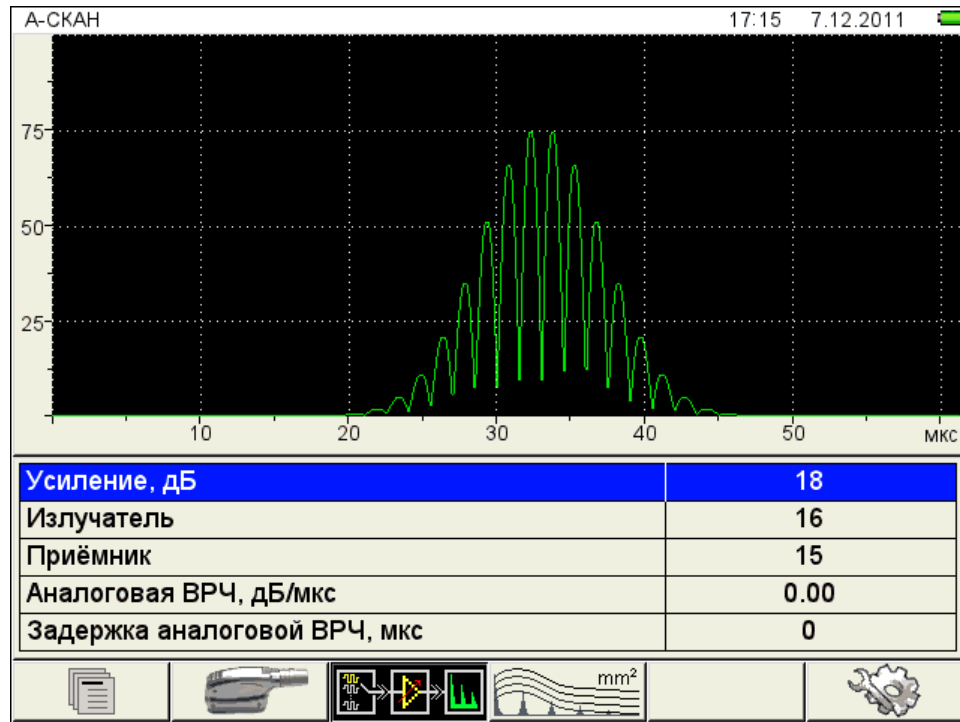 А-СКАН 17:15 7.12.2011
75
50
25
10 20 30 40 50 мкс
Усиление, дБ 18
Излучатель 16
Приёмник 15
Аналоговая ВРЧ, дБ/мкс 0.00
Задержка аналоговой ВРЧ, мкс 0
mm²